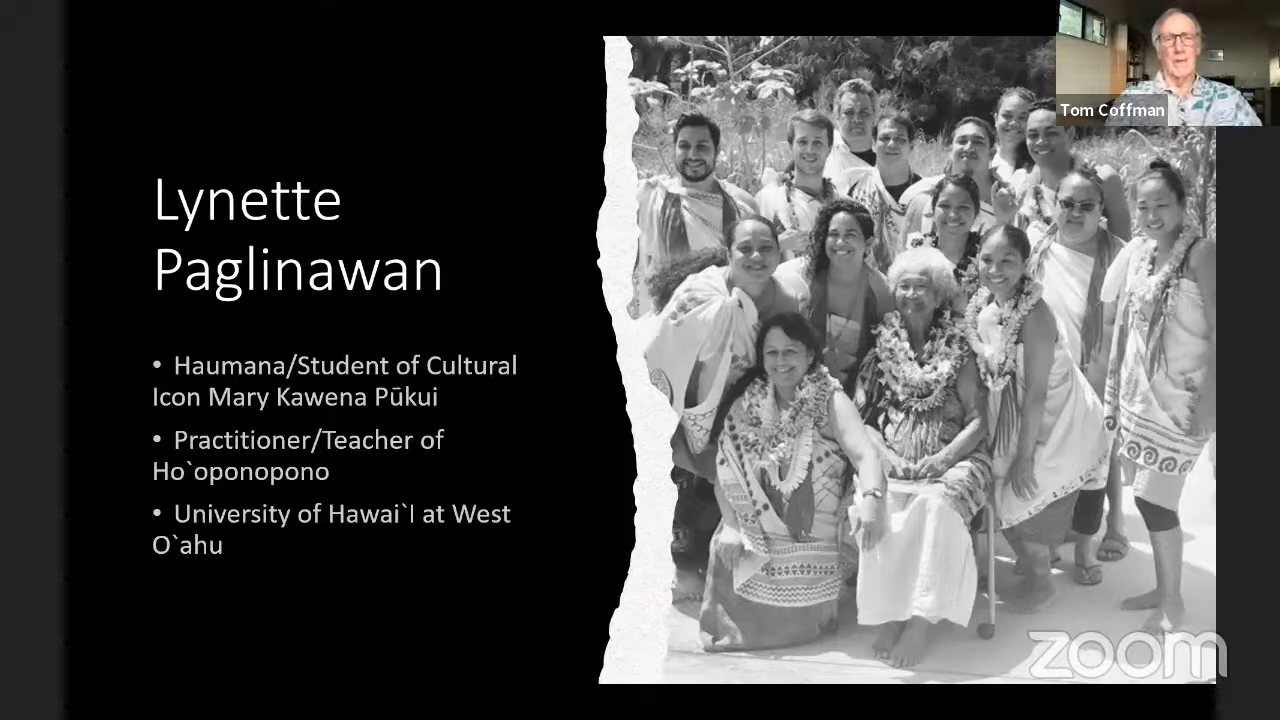 Tom Coffman
Lynette
Paglinawan
• Haumana/Student of Cultural
Icon Mary Kawena Pūkui
• Practitioner/Teacher of
Ho`oponopono
• University of Hawai`I at West
O`ahu
zoom